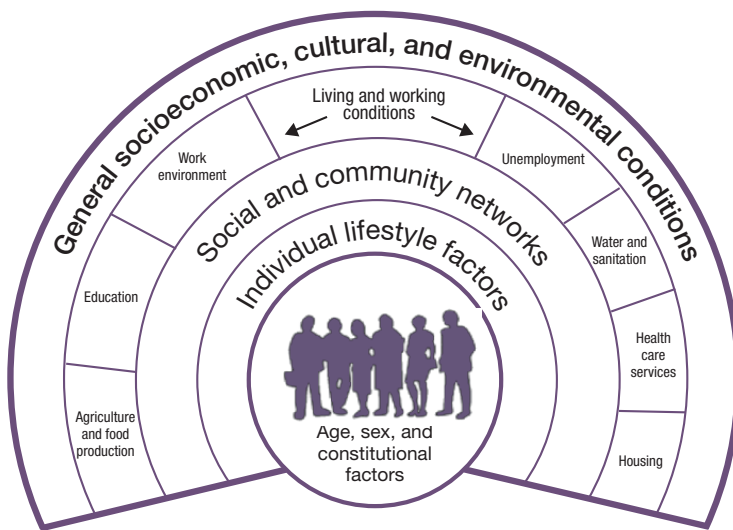 General socioeconomic, cultural, and environmental conditions
Living and working
conditions
Work
environment
Unemployment
Social and community networks
Water and
sanitation
Individual lifestyle factors
Education
Health
care
services
Agriculture
and food
production
Age, sex, and
constitutional
factors
Housing